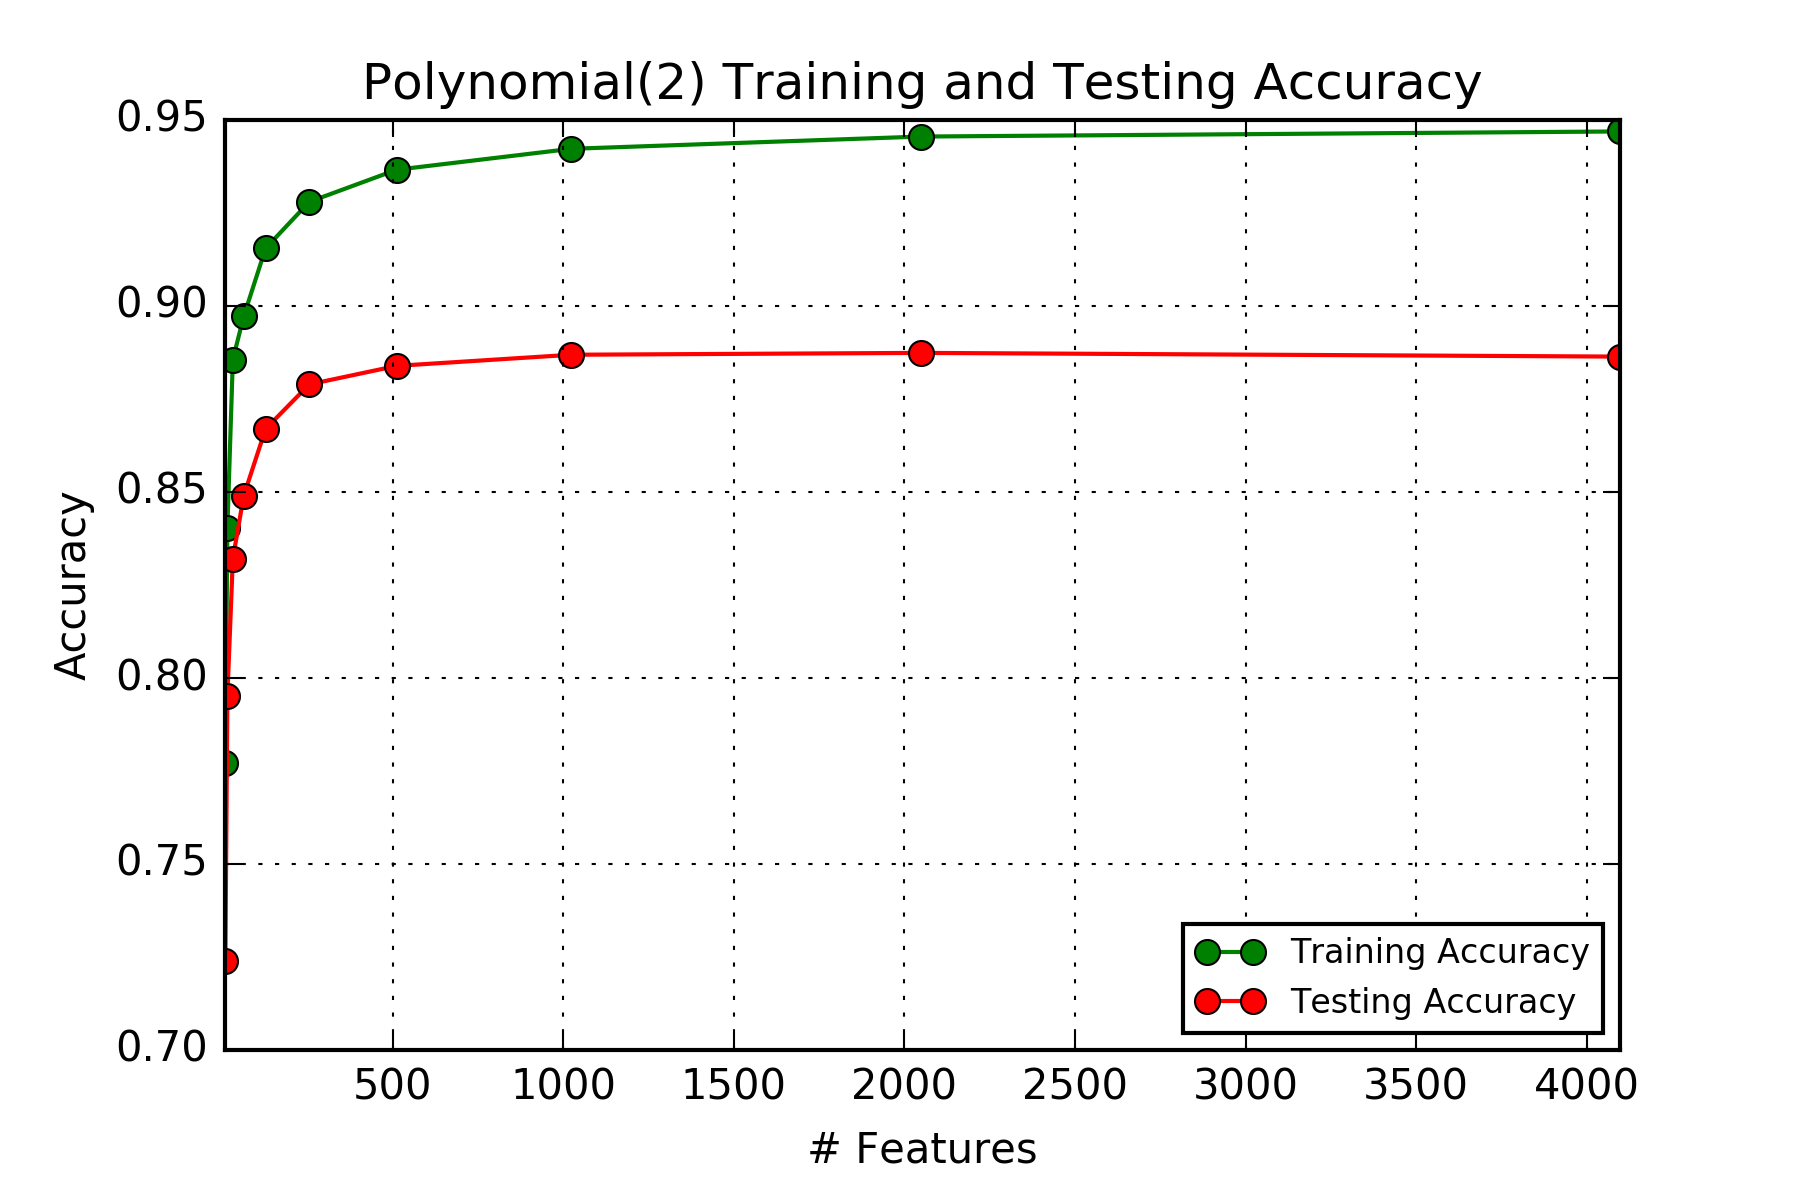 Polynomial(2) Training and Testing Accuracy
0.95
0.90
0.85
0.80
0.75
0.70
Accuracy
500 1000 1500 2000 2500 3000 3500 4000
# Features
Training Accuracy
Testing Accuracy